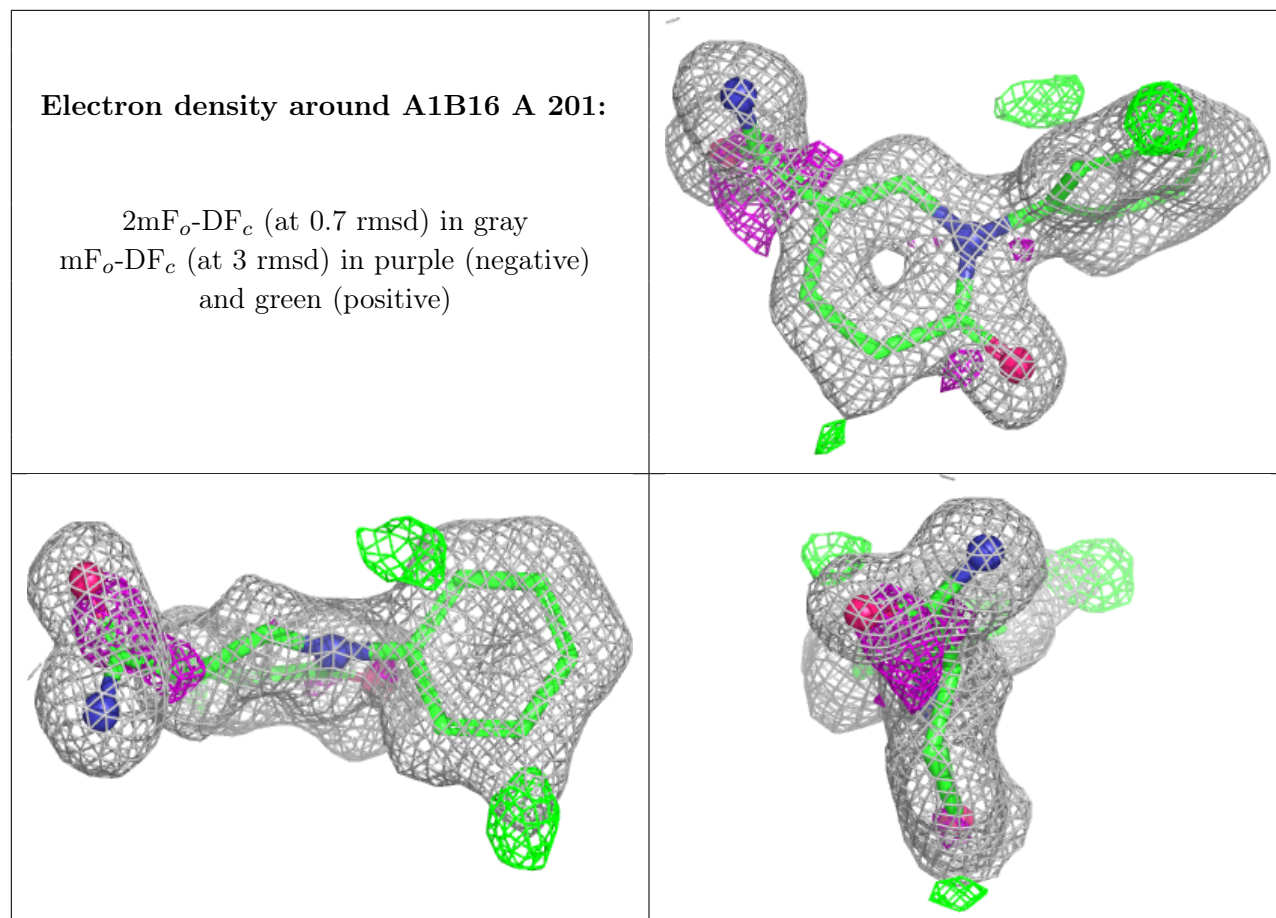 Electron density around A1B16 A 201:
2mFₒ-DF𝒸 (at 0.7 rmsd) in gray
mFₒ-DF𝒸 (at 3 rmsd) in purple (negative)
and green (positive)